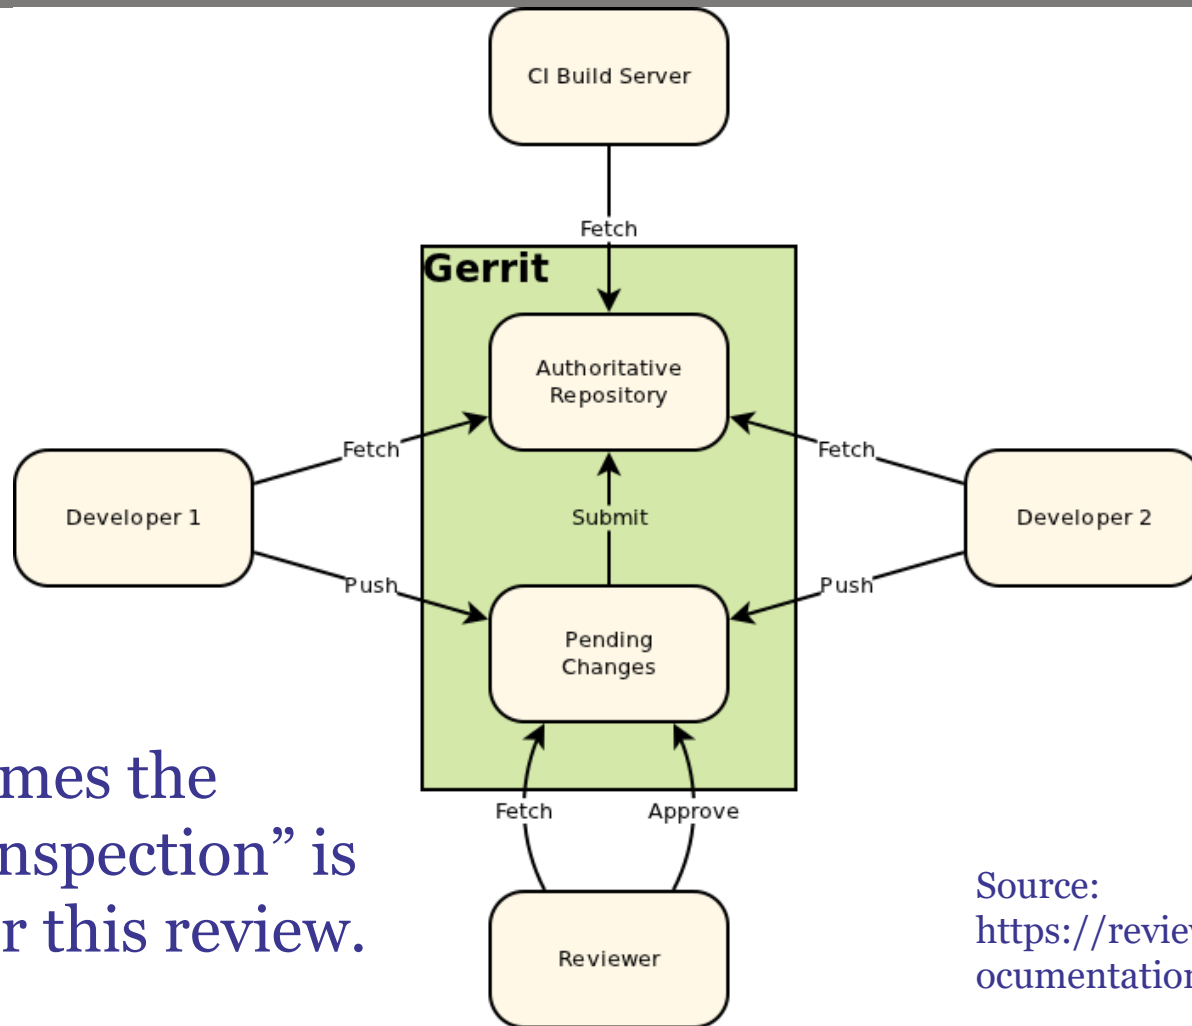 CI Build Server
Fetch
Gerrit
Authoritative
Repository
Fetch
Fetch
Developer 1
Submit
Developer 2
Push
Push
Pending
Changes
mes the
nspection” is
r this review.
Fetch
Approve
Reviewer
Source:
https://review
ocumentation